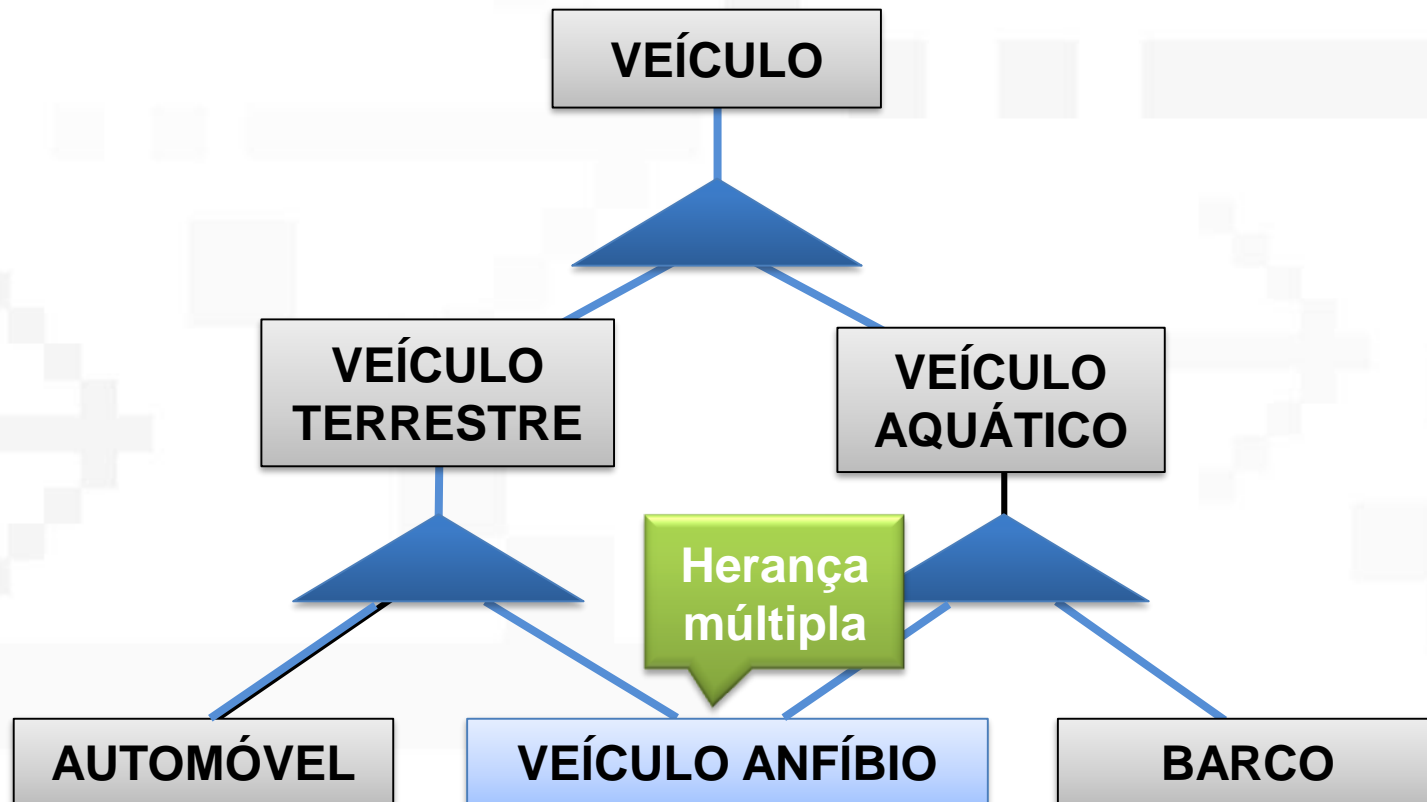 VEÍCULO
VEÍCULO
TERRESTRE
VEÍCULO
AQUÁTICO
Herança
múltipla
AUTOMÓVEL
VEÍCULO ANFÍBIO
BARCO